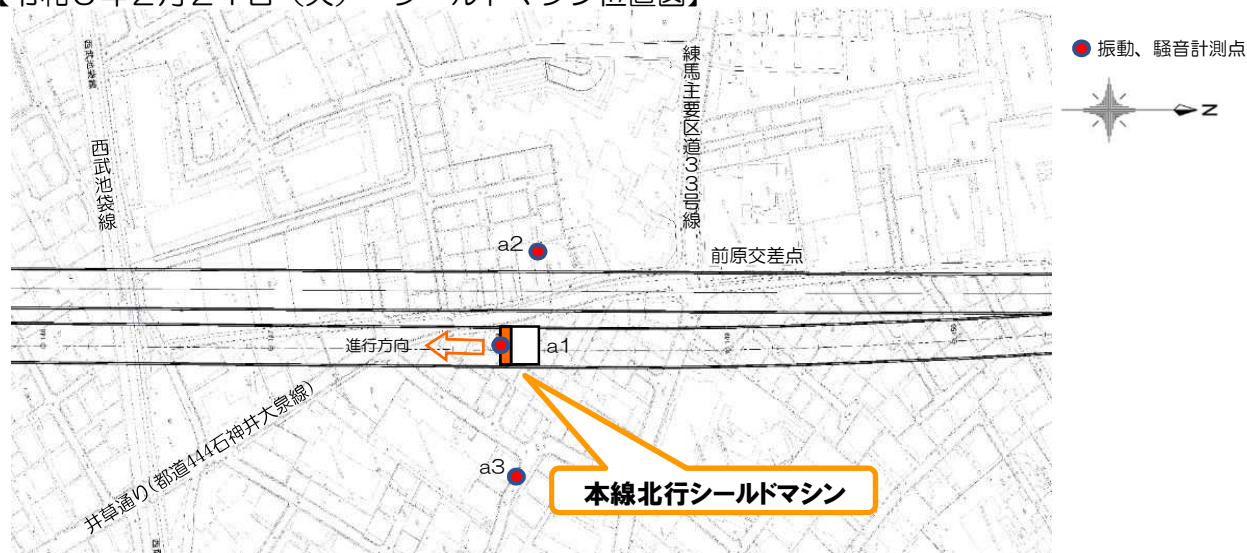 振動、騒音計測点
N
西武池袋線
練馬主要区道33号線
前原交差点
a2
進行方向
a1
a3
井草通り(都道444石神井大泉線)
本線北行シールドマシン